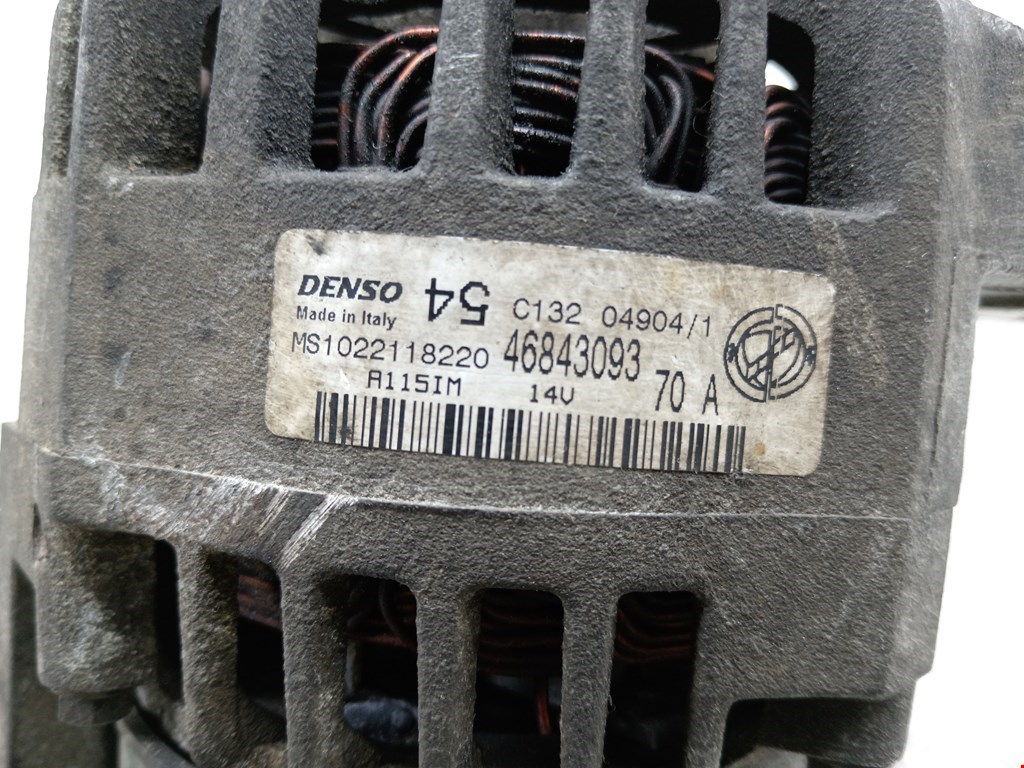 DENSO 54 C132 04904/1
Made in Italy
MS1022118220 46843093
A115IM 14V 70 A